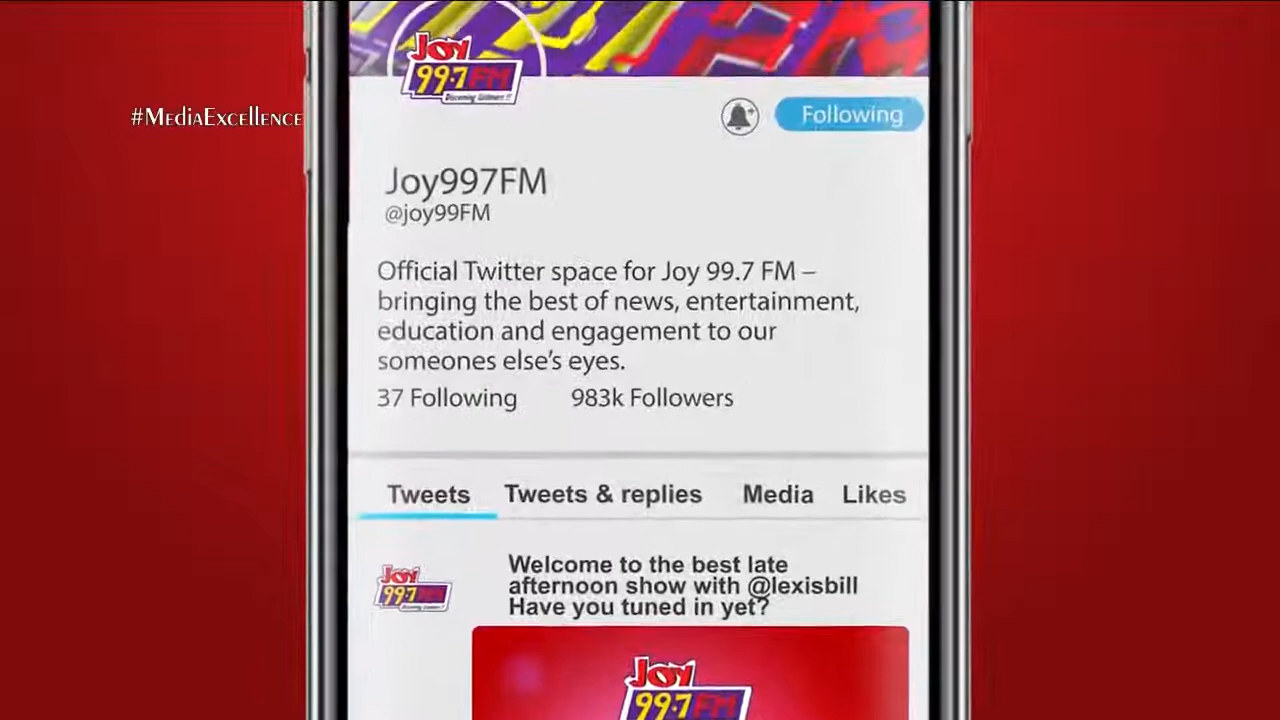 JOY
99.7 FM
Discerning Listeners !!
#MediaExcellence
Following
Joy997FM
@joy99FM
Official Twitter space for Joy 99.7 FM –
bringing the best of news, entertainment,
education and engagement to our
someones else’s eyes.
37 Following 983k Followers
Tweets Tweets & replies Media Likes
JOY
99.7 FM
Welcome to the best late
afternoon show with @lexisbill
Have you tuned in yet?
JOY
99.7 FM